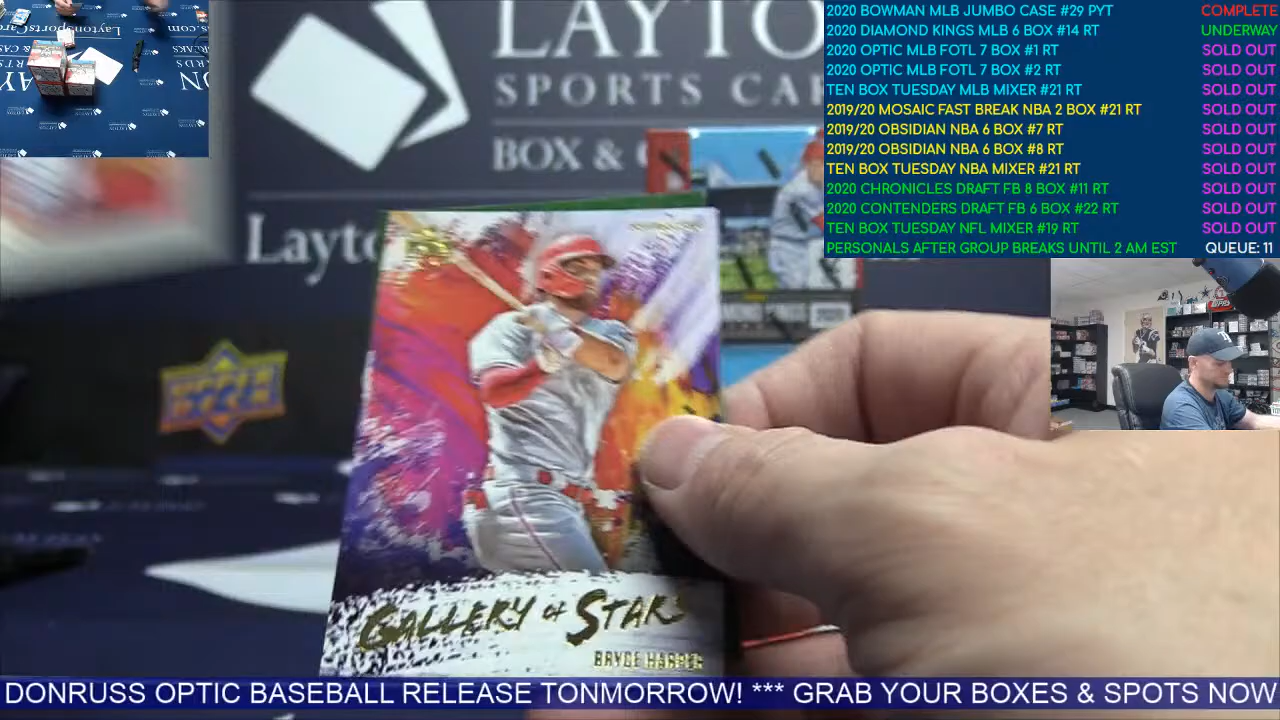 LAYTO
SPORTS CA
BOX & C
Layto
2020 BOWMAN MLB JUMBO CASE #29 PYT COMPLETE
2020 DIAMOND KINGS MLB 6 BOX #14 RT UNDERWAY
2020 OPTIC MLB FOTL 7 BOX #1 RT SOLD OUT
2020 OPTIC MLB FOTL 7 BOX #2 RT SOLD OUT
TEN BOX TUESDAY MLB MIXER #21 RT SOLD OUT
2019/20 MOSAIC FAST BREAK NBA 2 BOX #21 RT SOLD OUT
2019/20 OBSIDIAN NBA 6 BOX #7 RT SOLD OUT
2019/20 OBSIDIAN NBA 6 BOX #8 RT SOLD OUT
TEN BOX TUESDAY NBA MIXER #21 RT SOLD OUT
2020 CHRONICLES DRAFT FB 8 BOX #11 RT SOLD OUT
2020 CONTENDERS DRAFT FB 6 BOX #22 RT SOLD OUT
TEN BOX TUESDAY NFL MIXER #19 RT SOLD OUT
PERSONALS AFTER GROUP BREAKS UNTIL 2 AM EST QUEUE: 11
GALLERY OF STARS
BRYCE HARPER
DONRUSS OPTIC BASEBALL RELEASE TONMORROW! *** GRAB YOUR BOXES & SPOTS NOW